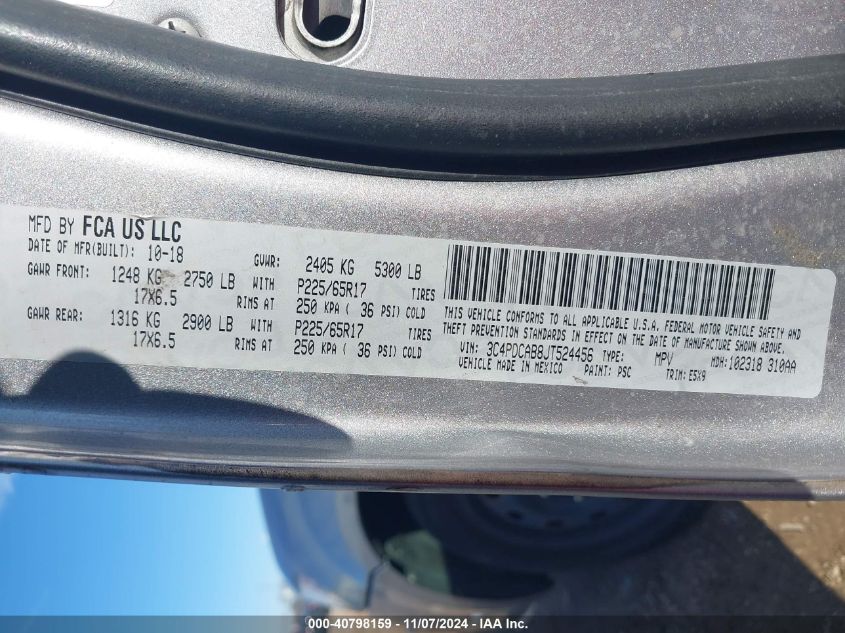 MFD BY FCA US LLC
DATE OF MFR(BUILT): 10-18 GVWR: 2405 KG 5300 LB
GAWR FRONT: 1248 KG 2750 LB WITH P225/65R17 TIRES
17X6.5 RIMS AT 250 KPA ( 36 PSI) COLD
GAWR REAR: 1316 KG 2900 LB WITH P225/65R17 TIRES
17X6.5 RIMS AT 250 KPA ( 36 PSI) COLD
THIS VEHICLE CONFORMS TO ALL APPLICABLE U.S.A. FEDERAL MOTOR VEHICLE SAFETY AND
THEFT PREVENTION STANDARDS IN EFFECT ON THE DATE OF MANUFACTURE SHOWN ABOVE.
VIN: 3C4PDCAB8JT524456 TYPE: MPV MDH: 102318 310AA
VEHICLE MADE IN MEXICO PAINT: PSC TRIM: E5X9
000-40798159 - 11/07/2024 - IAA Inc.